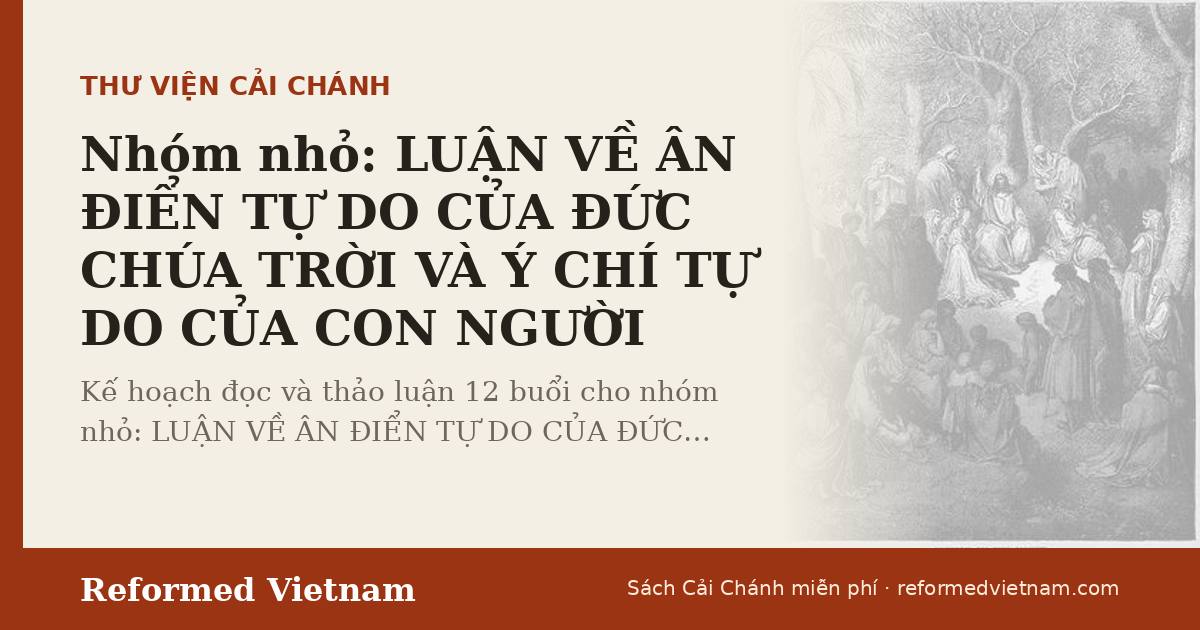 THƯ VIỆN CẢI CHÁNH
Nhóm nhỏ: LUẬN VỀ ÂN
ĐIỂN TỰ DO CỦA ĐỨC
CHÚA TRỜI VÀ Ý CHÍ TỰ
DO CỦA CON NGƯỜI
Kế hoạch đọc và thảo luận 12 buổi cho nhóm
nhỏ: LUẬN VỀ ÂN ĐIỂN TỰ DO CỦA ĐỨC...
Reformed Vietnam
Sách Cải Chánh miễn phí · reformedvietnam.com